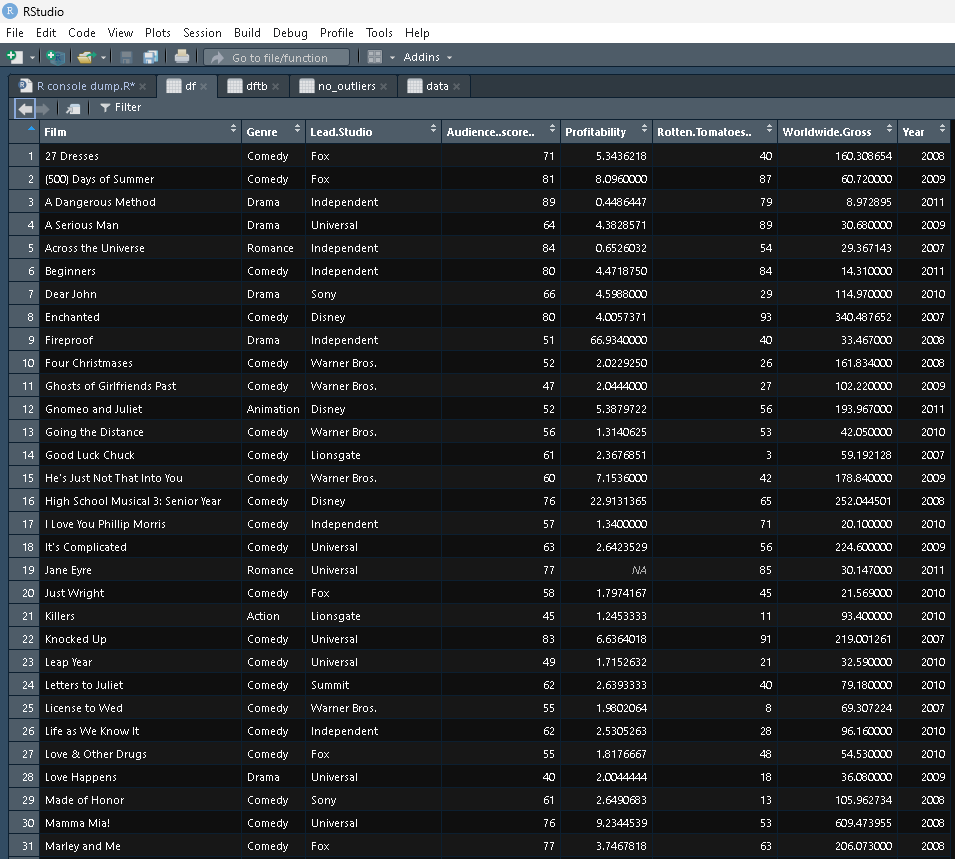 RStudio
File Edit Code View Plots Session Build Debug Profile Tools Help
Go to file/function Addins
R console dump.R* df dftb no_outliers data
Filter
Film Genre Lead.Studio Audience..score.. Profitability Rotten.Tomatoes.. Worldwide.Gross Year
1 27 Dresses Comedy Fox 71 5.3436218 40 160.308654 2008
2 (500) Days of Summer Comedy Fox 81 8.0960000 87 60.720000 2009
3 A Dangerous Method Drama Independent 89 0.4486447 79 8.972895 2011
4 A Serious Man Drama Universal 64 4.3828571 89 30.680000 2009
5 Across the Universe Romance Independent 84 0.6526032 54 29.367143 2007
6 Beginners Comedy Independent 80 4.4718750 84 14.310000 2011
7 Dear John Drama Sony 66 4.5988000 29 114.970000 2010
8 Enchanted Comedy Disney 80 4.0057371 93 340.487652 2007
9 Fireproof Drama Independent 51 66.9340000 40 33.467000 2008
10 Four Christmases Comedy Warner Bros. 52 2.0229250 26 161.834000 2008
11 Ghosts of Girlfriends Past Comedy Warner Bros. 47 2.0444000 27 102.220000 2009
12 Gnomeo and Juliet Animation Disney 52 5.3879722 56 193.967000 2011
13 Going the Distance Comedy Warner Bros. 56 1.3140625 53 42.050000 2010
14 Good Luck Chuck Comedy Lionsgate 61 2.3676851 3 59.192128 2007
15 He's Just Not That Into You Comedy Warner Bros. 60 7.1536000 42 178.840000 2009
16 High School Musical 3: Senior Year Comedy Disney 76 22.9131365 65 252.044501 2008
17 I Love You Phillip Morris Comedy Independent 57 1.3400000 71 20.100000 2010
18 It's Complicated Comedy Universal 63 2.6423529 56 224.600000 2009
19 Jane Eyre Romance Universal 77 NA 85 30.147000 2011
20 Just Wright Comedy Fox 58 1.7974167 45 21.569000 2010
21 Killers Action Lionsgate 45 1.2453333 11 93.400000 2010
22 Knocked Up Comedy Universal 83 6.6364018 91 219.001261 2007
23 Leap Year Comedy Universal 49 1.7152632 21 32.590000 2010
24 Letters to Juliet Comedy Summit 62 2.6393333 40 79.180000 2010
25 License to Wed Comedy Warner Bros. 55 1.9802064 8 69.307224 2007
26 Life as We Know It Comedy Independent 62 2.5305263 28 96.160000 2010
27 Love & Other Drugs Comedy Fox 55 1.8176667 48 54.530000 2010
28 Love Happens Drama Universal 40 2.0044444 18 36.080000 2009
29 Made of Honor Comedy Sony 61 2.6490683 13 105.962734 2008
30 Mamma Mia! Comedy Universal 76 9.2344539 53 609.473955 2008
31 Marley and Me Comedy Fox 77 3.7467818 63 206.073000 2008